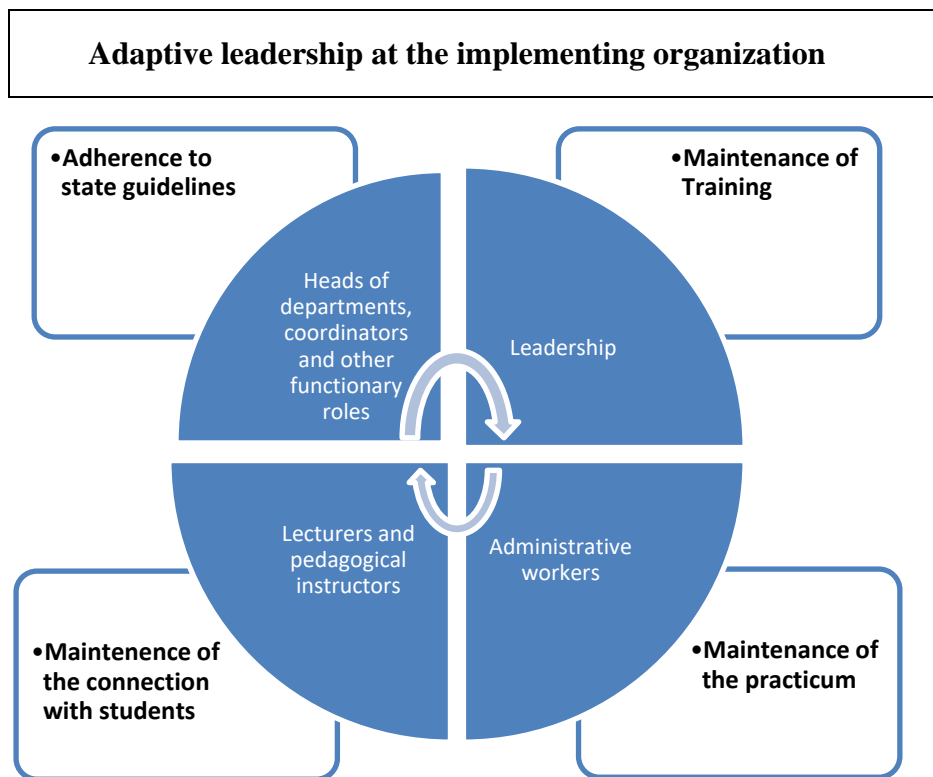 Adaptive leadership at the implementing organization
•Adherence to
state guidelines
•Maintenance of
Training
Heads of
departments,
coordinators
and other
functionary
roles
Leadership
Lecturers and
pedagogical
instructors
Administrative
workers
•Maintenence of
the connection
with students
•Maintenance of
the practicum